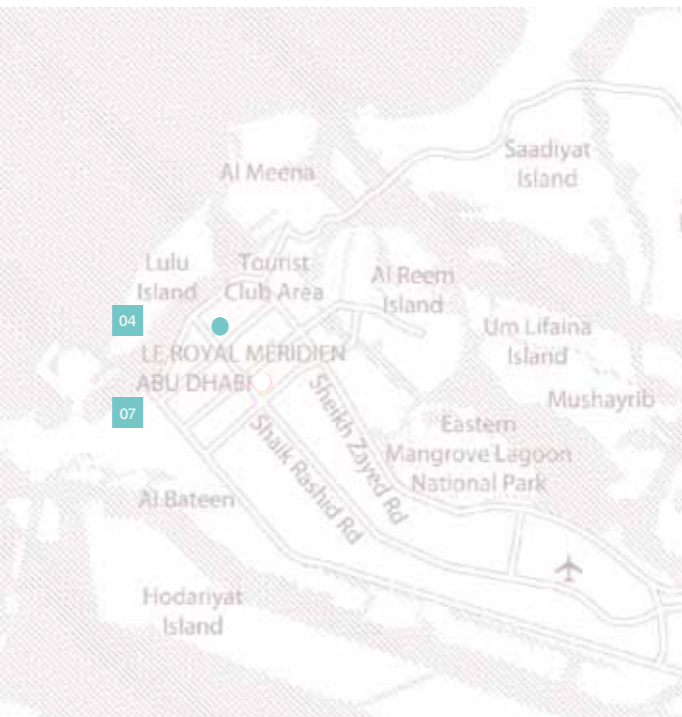 Saadiyat
Island
Al Meena
Lulu
Island
Tourist
Club Area
Al Reem
Island
04
Um Lifaina
Island
LE ROYAL MERIDIEN
ABU DHABI
Mushayrib
07
Sheikh Zayed Rd
Shaik Rashid Rd
Eastern
Mangrove Lagoon
National Park
Al Bateen
Hodariyat
Island